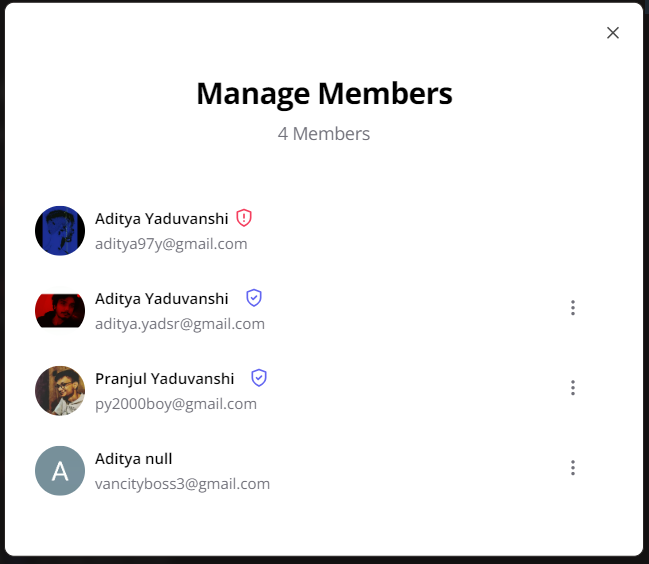 Manage Members
4 Members
Aditya Yaduvanshi
aditya97y@gmail.com
Aditya Yaduvanshi
aditya.yadsr@gmail.com
Pranjul Yaduvanshi
py2000boy@gmail.com
A
Aditya null
vancityboss3@gmail.com